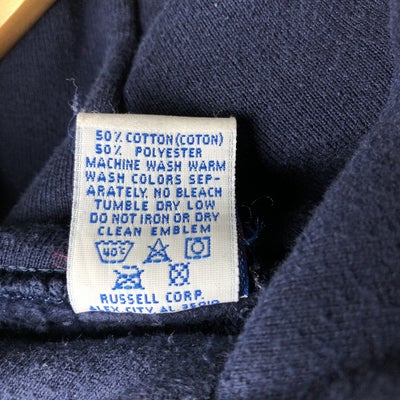 50% COTTON (COTON)
50% POLYESTER
MACHINE WASH WARM
WASH COLORS SEP-
ARATELY. NO BLEACH
TUMBLE DRY LOW
DO NOT IRON OR DRY
CLEAN EMBLEM
40°C
RUSSELL CORP.
ALEX CITY, AL 35010